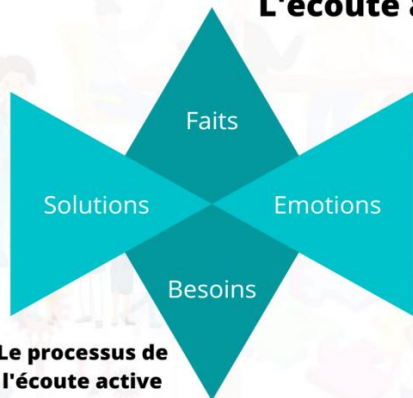 L'écoute
Faits
Solutions
Emotions
Besoins
Le processus de
l'écoute active